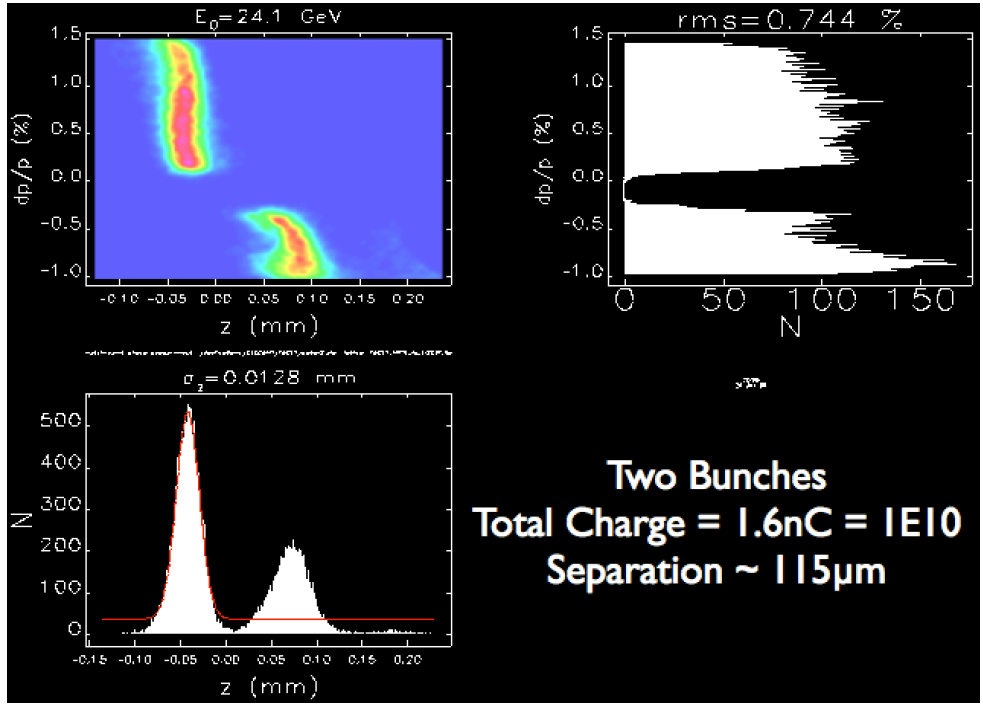 E₀=24.1 GeV
1.5
1.0
0.5
0.0
-0.5
-1.0
dp/p (%)
-0.10 -0.05 0.00 0.05 0.10 0.15 0.20
z (mm)
rms=0.744 %
1.5
1.0
0.5
0.0
-0.5
-1.0
dp/p (%)
0 50 100 150
N
σz=0.0128 mm
500
400
300
200
100
0
N
-0.15 -0.10 -0.05 0.00 0.05 0.10 0.15 0.20
z (mm)
Two Bunches
Total Charge = 1.6nC = 1E10
Separation ~ 115µm